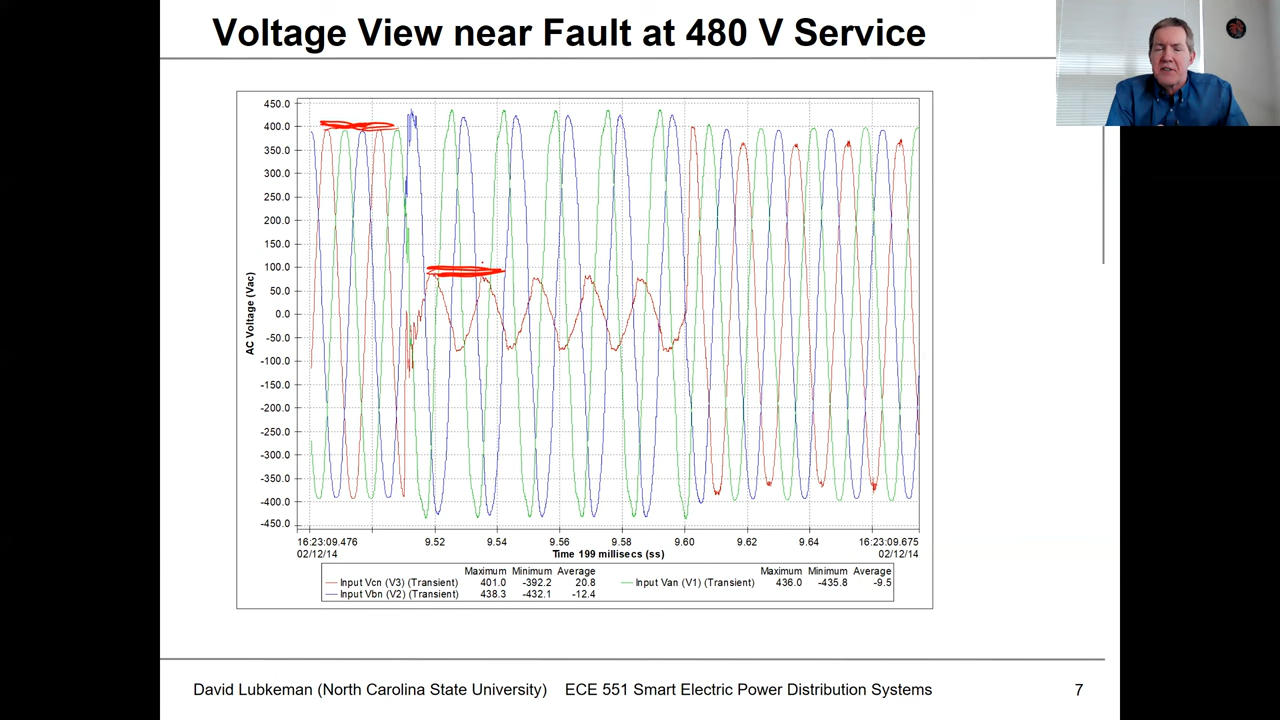 Voltage View near Fault at 480 V Service
450.0
400.0
350.0
300.0
250.0
200.0
150.0
100.0
50.0
0.0
-50.0
-100.0
-150.0
-200.0
-250.0
-300.0
-350.0
-400.0
-450.0
AC Voltage (Vac)
16:23:09.476 9.52 9.54 9.56 9.58 9.60 9.62 9.64 16:23:09.675
02/12/14 Time 199 millisecs (ss) 02/12/14
Maximum Minimum Average Maximum Minimum Average
Input Vcn (V3) (Transient) 401.0 -392.2 20.8 Input Van (V1) (Transient) 436.0 -435.8 -9.5
Input Vbn (V2) (Transient) 438.3 -432.1 -12.4
David Lubkeman (North Carolina State University) ECE 551 Smart Electric Power Distribution Systems 7